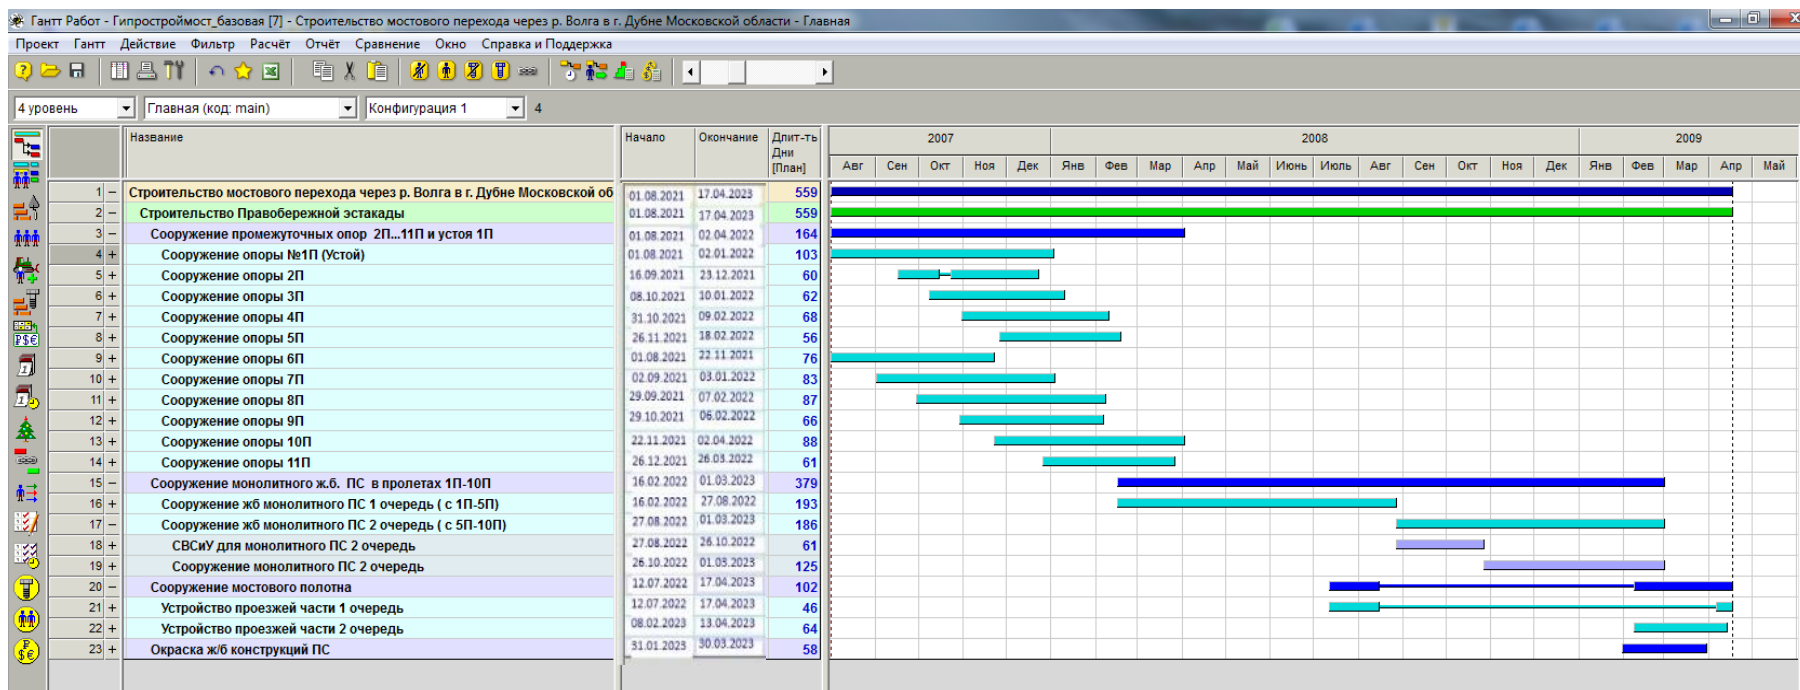 Гантт Работ - Гипростроймост_базовая [7] - Строительство мостового перехода через р. Волга в г. Дубне Московской области - Главная
Проект Гантт Действие Фильтр Расчёт Отчёт Сравнение Окно Справка и Поддержка
4 уровень Главная (код: main) Конфигурация 1 4
Название Начало Окончание Длит-ть Дни [План] 2007 2008 2009
Авг Сен Окт Ноя Дек Янв Фев Мар Апр Май Июнь Июль Авг Сен Окт Ноя Дек Янв Фев Мар Апр Май
1 – Строительство мостового перехода через р. Волга в г. Дубне Московской об 01.08.2021 17.04.2023 559
2 – Строительство Правобережной эстакады 01.08.2021 17.04.2023 559
3 – Сооружение промежуточных опор 2П...11П и устоя 1П 01.08.2021 02.04.2022 164
4 + Сооружение опоры №1П (Устой) 01.08.2021 02.01.2022 103
5 + Сооружение опоры 2П 16.09.2021 23.12.2021 60
6 + Сооружение опоры 3П 08.10.2021 10.01.2022 62
7 + Сооружение опоры 4П 31.10.2021 09.02.2022 68
8 + Сооружение опоры 5П 26.11.2021 18.02.2022 56
9 + Сооружение опоры 6П 01.08.2021 22.11.2021 76
10 + Сооружение опоры 7П 02.09.2021 03.01.2022 83
11 + Сооружение опоры 8П 29.09.2021 07.02.2022 87
12 + Сооружение опоры 9П 29.10.2021 06.02.2022 66
13 + Сооружение опоры 10П 22.11.2021 02.04.2022 88
14 + Сооружение опоры 11П 26.12.2021 26.03.2022 61
15 – Сооружение монолитного ж.б. ПС в пролетах 1П-10П 16.02.2022 01.03.2023 379
16 + Сооружение жб монолитного ПС 1 очередь ( с 1П-5П) 16.02.2022 27.08.2022 193
17 – Сооружение жб монолитного ПС 2 очередь ( с 5П-10П) 27.08.2022 01.03.2023 186
18 + СВСиУ для монолитного ПС 2 очередь 27.08.2022 26.10.2022 61
19 + Сооружение монолитного ПС 2 очередь 26.10.2022 01.03.2023 125
20 – Сооружение мостового полотна 12.07.2022 17.04.2023 102
21 + Устройство проезжей части 1 очередь 12.07.2022 17.04.2023 46
22 + Устройство проезжей части 2 очередь 08.02.2023 13.04.2023 64
23 + Окраска ж/б конструкций ПС 31.01.2023 30.03.2023 58